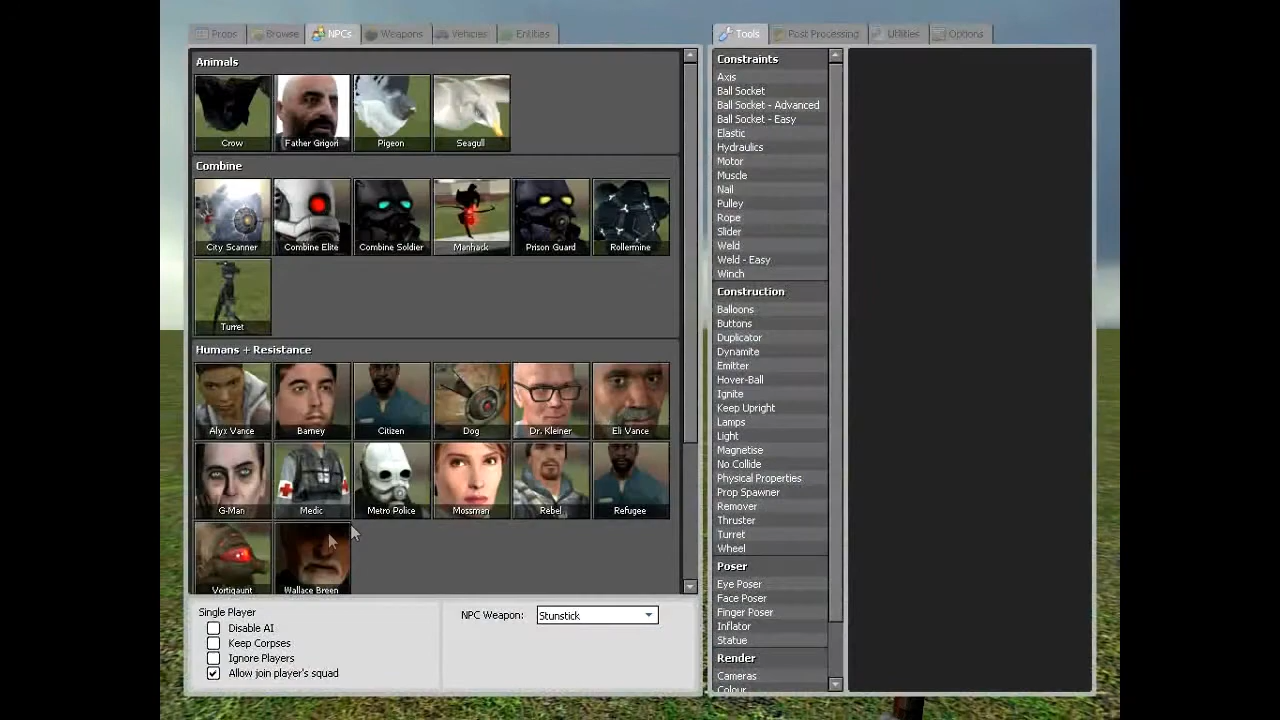 Props Browse NPCs Weapons Vehicles Entities
Tools Post Processing Utilities Options
Animals
Crow Father Grigori Pigeon Seagull
Combine
City Scanner Combine Elite Combine Soldier Manhack Prison Guard Rollermine
Turret
Humans + Resistance
Alyx Vance Barney Citizen Dog Dr. Kleiner Eli Vance
G-Man Medic Metro Police Mossman Rebel Refugee
Vortigaunt Wallace Breen
Single Player
Disable AI
Keep Corpses
Ignore Players
Allow join player's squad
NPC Weapon: Stunstick
Constraints
Axis
Ball Socket
Ball Socket - Advanced
Ball Socket - Easy
Elastic
Hydraulics
Motor
Muscle
Nail
Pulley
Rope
Slider
Weld
Weld - Easy
Winch
Construction
Balloons
Buttons
Duplicator
Dynamite
Emitter
Hover-Ball
Ignite
Keep Upright
Lamps
Light
Magnetise
No Collide
Physical Properties
Prop Spawner
Remover
Thruster
Turret
Wheel
Poser
Eye Poser
Face Poser
Finger Poser
Inflator
Statue
Render
Cameras
Colour